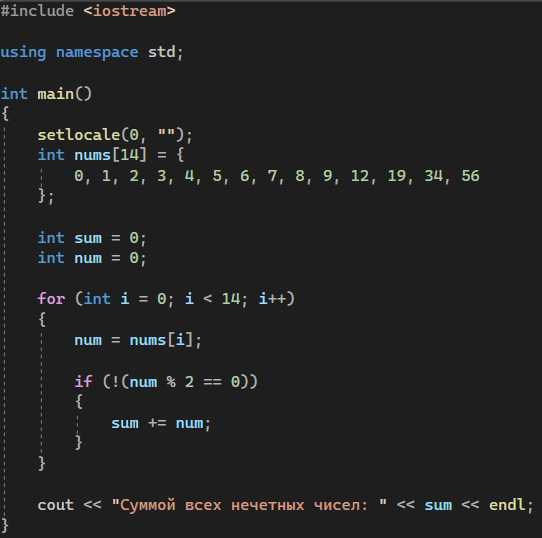 #include <iostream>
using namespace std;
int main()
{
setlocale(0, "");
int nums[14] = {
0, 1, 2, 3, 4, 5, 6, 7, 8, 9, 12, 19, 34, 56
};
int sum = 0;
int num = 0;
for (int i = 0; i < 14; i++)
{
num = nums[i];
if (!(num % 2 == 0))
{
sum += num;
}
}
cout << "Суммой всех нечетных чисел: " << sum << endl;
}